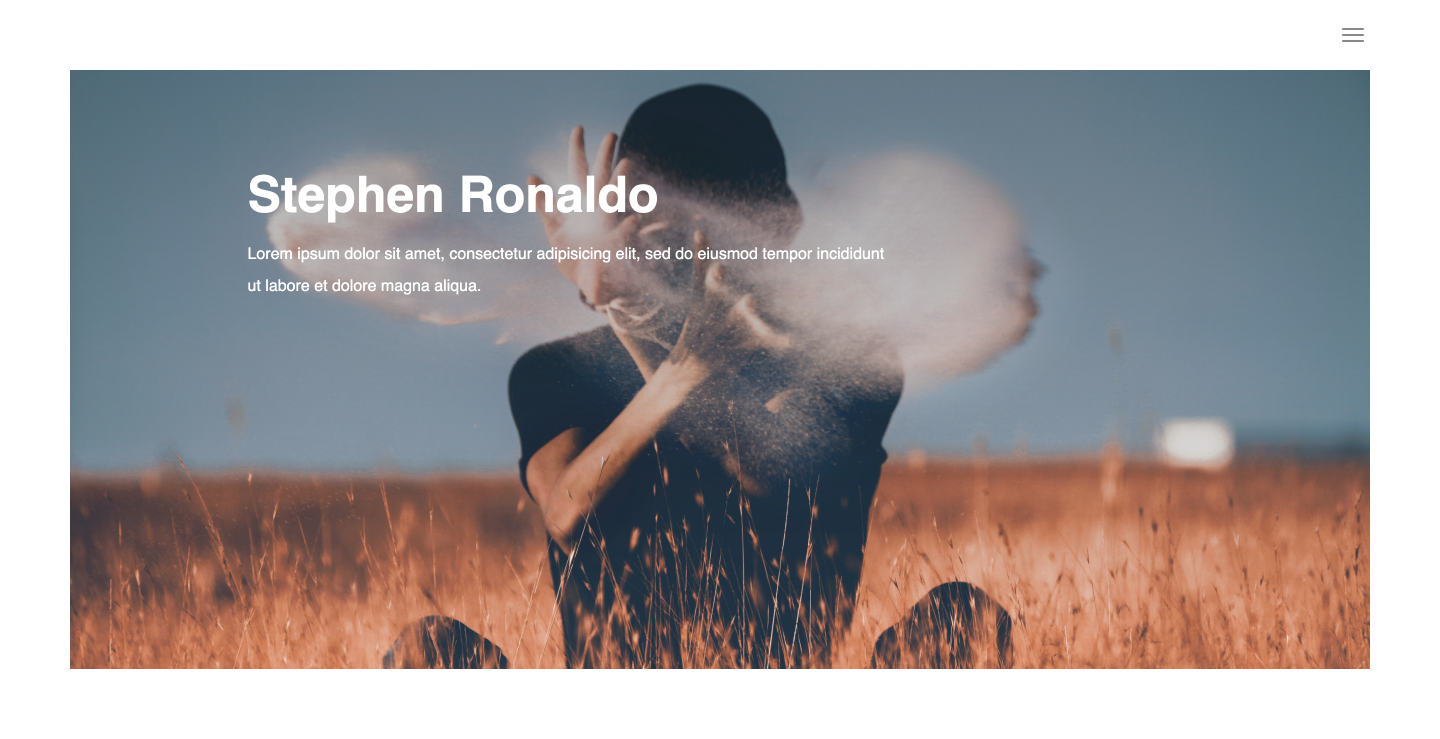 Stephen Ronaldo
Lorem ipsum dolor sit amet, consectetur adipisicing elit, sed do eiusmod tempor incididunt
ut labore et dolore magna aliqua.